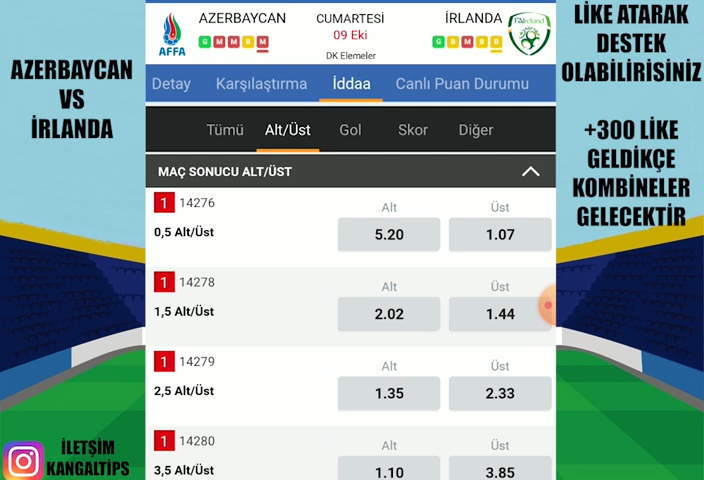 AZERBAYCAN
VS
İRLANDA
AFFA
AZERBAYCAN
G M M B M
CUMARTESİ
09 Eki
DK Elemeler
İRLANDA
G B M B B
FAIreland
LİKE ATARAK
DESTEK
OLABİLİRİSİNİZ
+300 LİKE
GELDİKÇE
KOMBİNELER
GELECEKTİR
Detay Karşılaştırma İddaa Canlı Puan Durumu
Tümü Alt/Üst Gol Skor Diğer
MAÇ SONUCU ALT/ÜST
1 14276 Alt Üst
0,5 Alt/Üst 5.20 1.07
1 14278 Alt Üst
1,5 Alt/Üst 2.02 1.44
1 14279 Alt Üst
2,5 Alt/Üst 1.35 2.33
1 14280 Alt Üst
3,5 Alt/Üst 1.10 3.85
İLETŞİM
KANGALTİPS